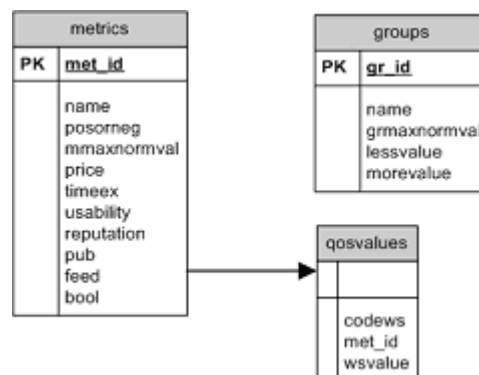 metrics
PK met_id
name
posorneg
mmaxnormval
price
timeex
usability
reputation
pub
feed
bool
groups
PK gr_id
name
grmaxnormval
lessvalue
morevalue
qosvalues
codews
met_id
wsvalue